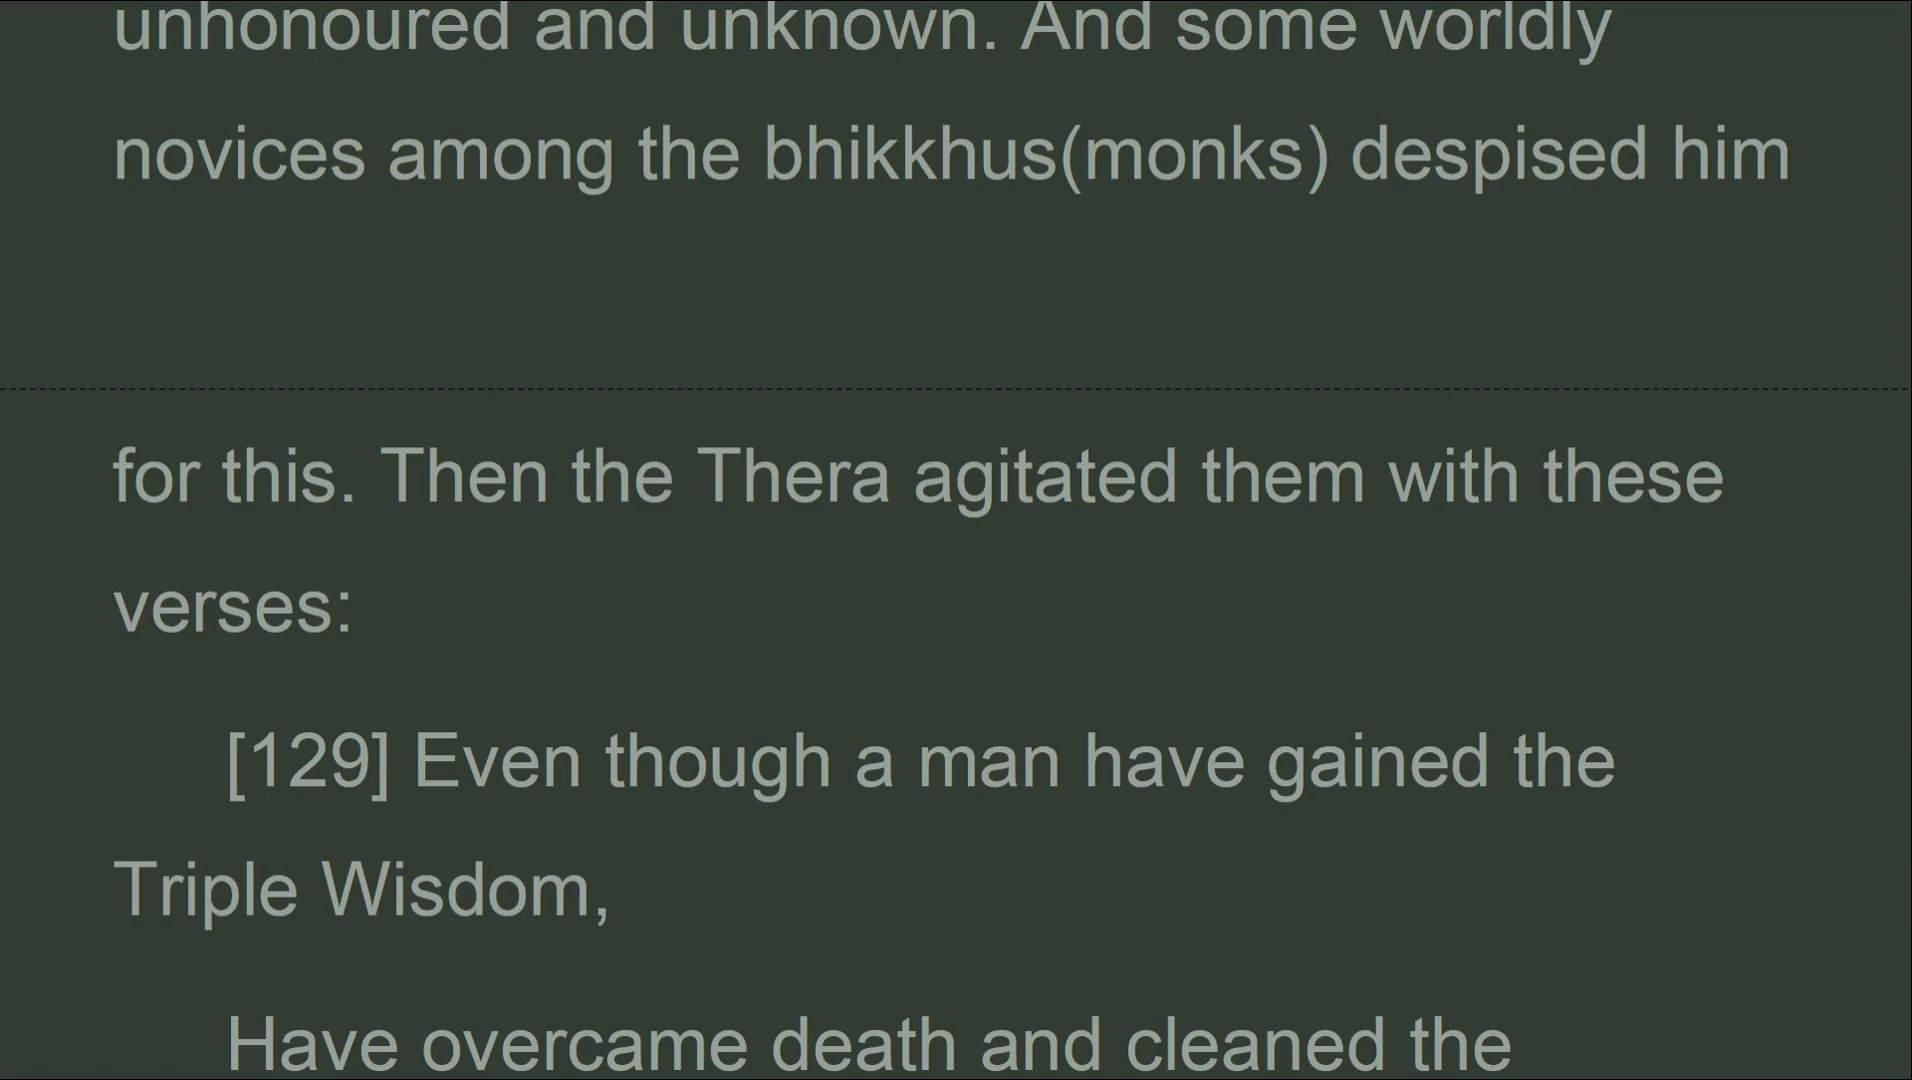 unhonoured and unknown. And some worldly
novices among the bhikkhus(monks) despised him
for this. Then the Thera agitated them with these
verses:
[129] Even though a man have gained the
Triple Wisdom,
Have overcame death and cleaned the